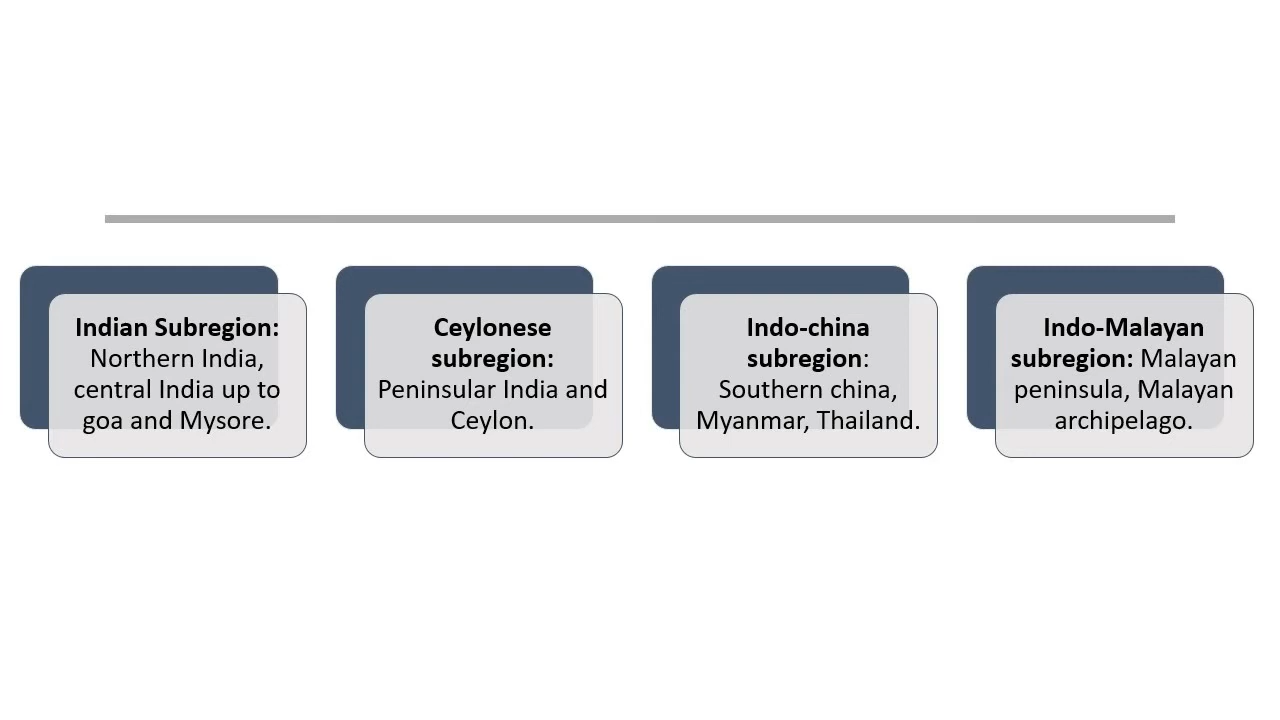 Indian Subregion:
Northern India,
central India up to
goa and Mysore.
Ceylonese
subregion:
Peninsular India and
Ceylon.
Indo-china
subregion:
Southern china,
Myanmar, Thailand.
Indo-Malayan
subregion: Malayan
peninsula, Malayan
archipelago.